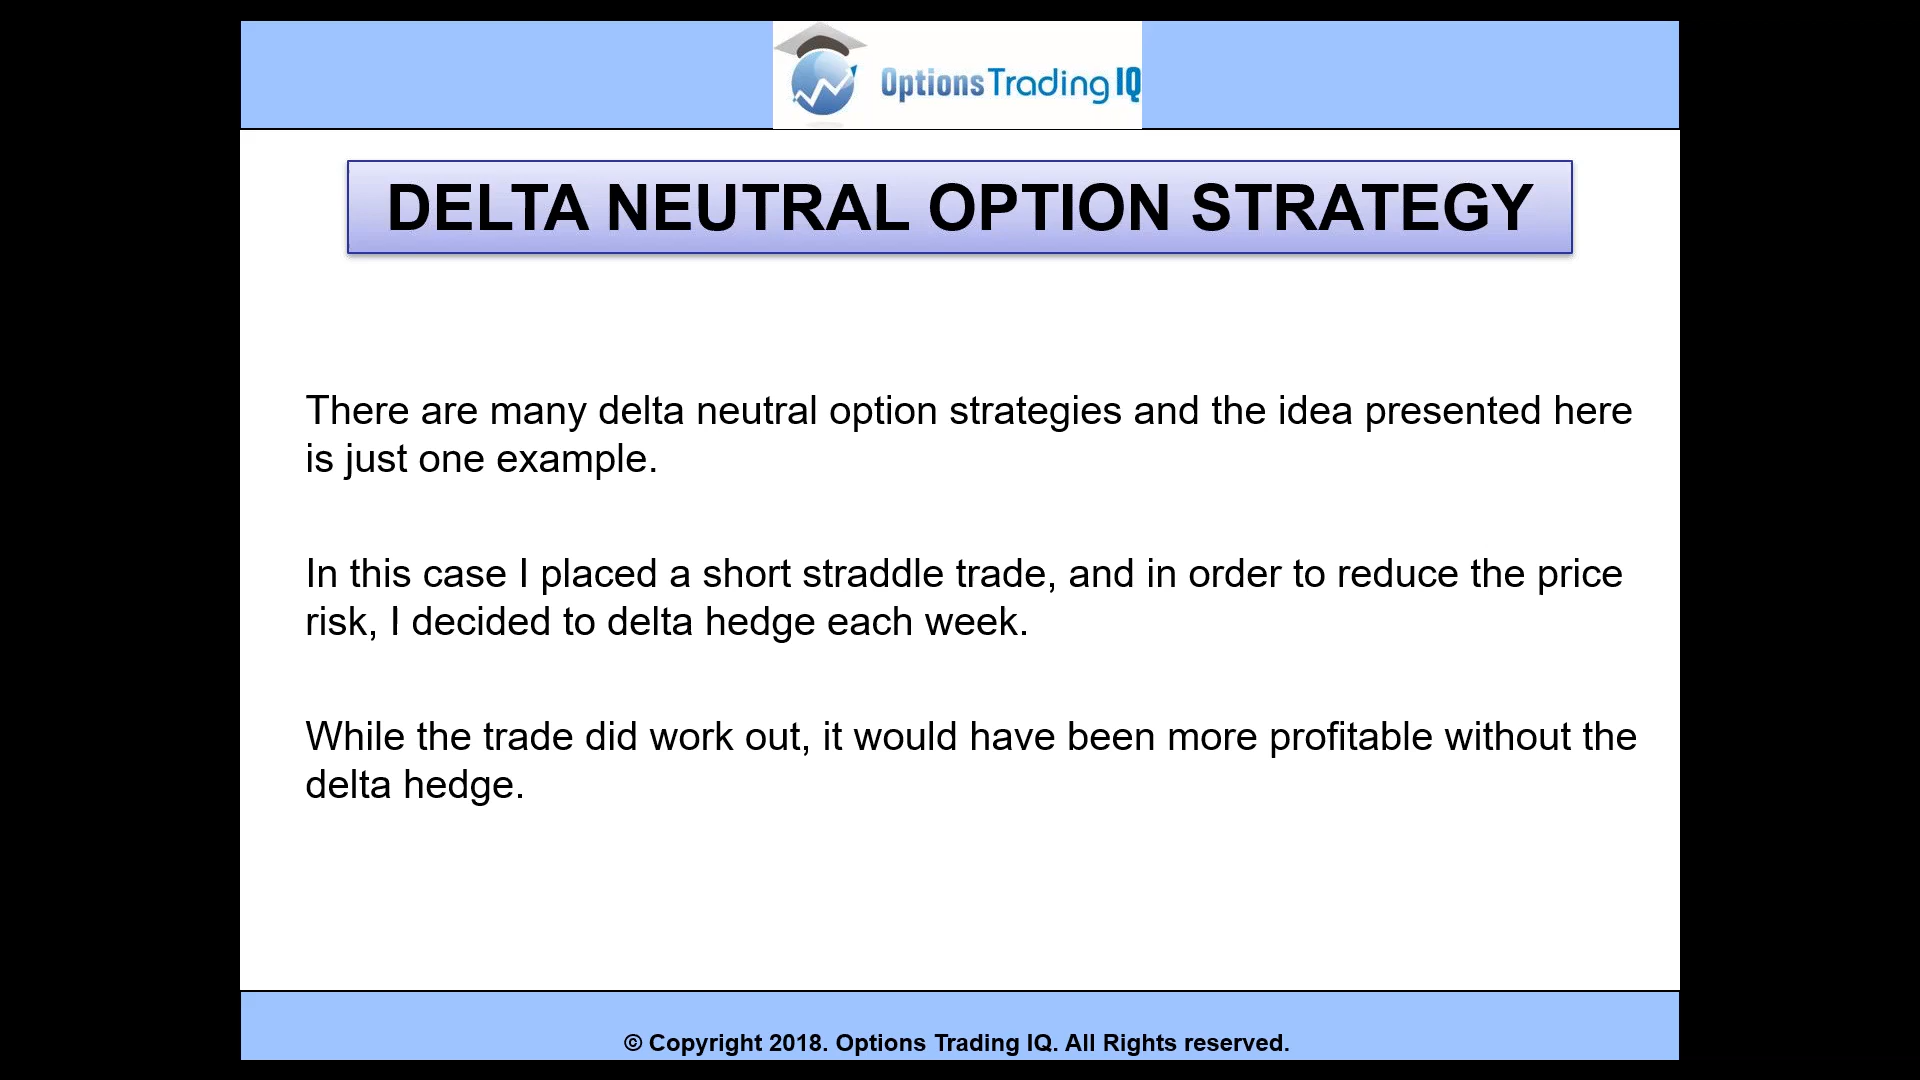 Options Trading IQ
DELTA NEUTRAL OPTION STRATEGY
There are many delta neutral option strategies and the idea presented here
is just one example.
In this case I placed a short straddle trade, and in order to reduce the price
risk, I decided to delta hedge each week.
While the trade did work out, it would have been more profitable without the
delta hedge.
© Copyright 2018. Options Trading IQ. All Rights reserved.